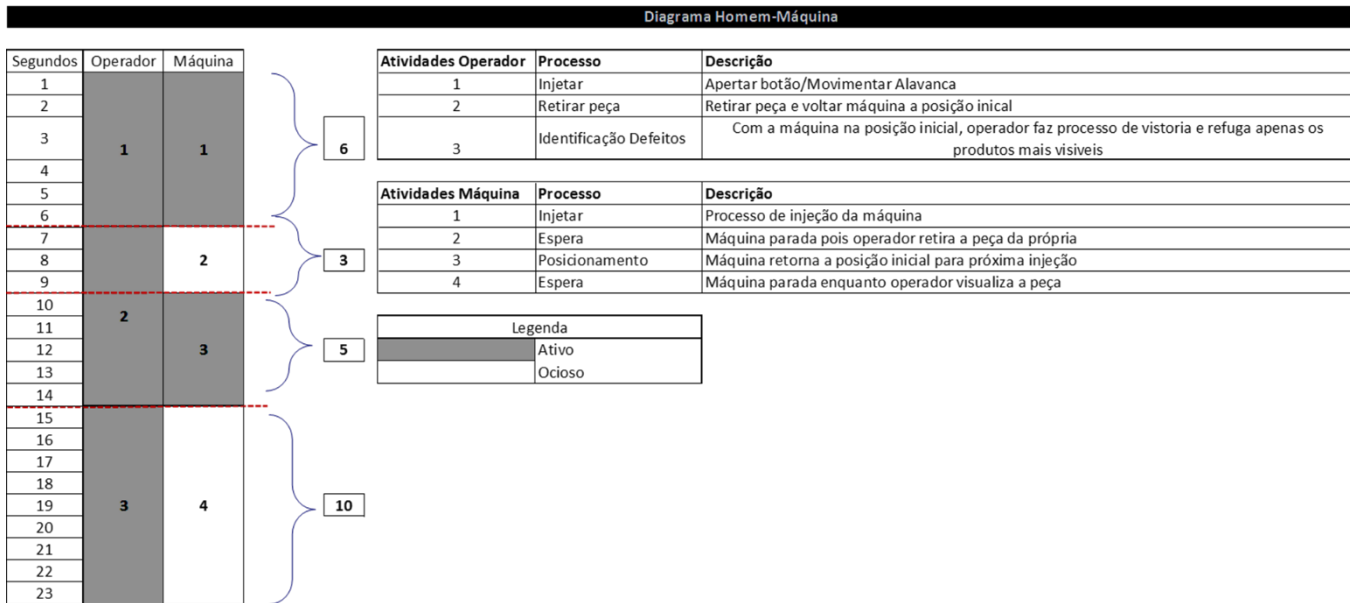 Diagrama Homem-Máquina
Segundos Operador Máquina
1
2
3
4
5
6
7
8
9
10
11
12
13
14
15
16
17
18
19
20
21
22
23
1 1
2
2
3
3 4
6
3
5
10
Atividades Operador Processo Descrição
1 Injetar Apertar botão/Movimentar Alavanca
2 Retirar peça Retirar peça e voltar máquina a posição inical
3 Identificação Defeitos Com a máquina na posição inicial, operador faz processo de vistoria e refuga apenas os
produtos mais visiveis
Atividades Máquina Processo Descrição
1 Injetar Processo de injeção da máquina
2 Espera Máquina parada pois operador retira a peça da própria
3 Posicionamento Máquina retorna a posição inicial para próxima injeção
4 Espera Máquina parada enquanto operador visualiza a peça
Legenda
Ativo
Ocioso